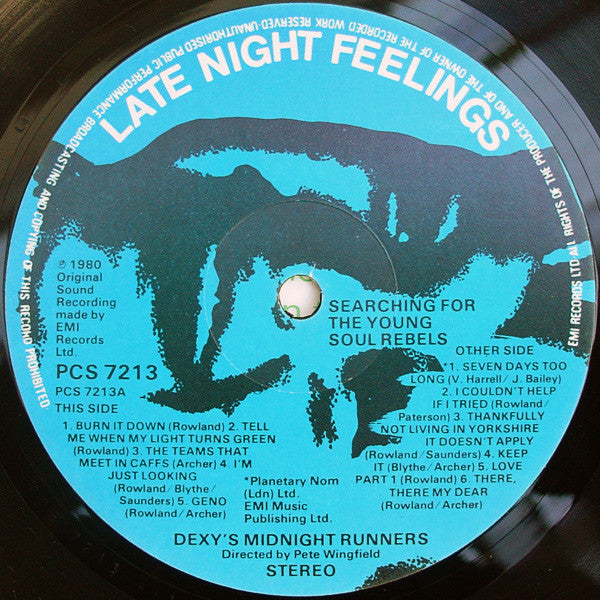 EMI RECORDS LTD·ALL RIGHTS OF THE PRODUCER AND OF THE OWNER OF THE RECORDED WORK RESERVED·UNAUTHORISED PUBLIC PERFORMANCE BROADCASTING AND COPYING OF THIS RECORD PROHIBITED
LATE NIGHT FEELINGS
℗ 1980
Original
Sound
Recording
made by
EMI
Records
Ltd.
PCS 7213
PCS 7213A
THIS SIDE
1. BURN IT DOWN (Rowland) 2. TELL
ME WHEN MY LIGHT TURNS GREEN
(Rowland) 3. THE TEAMS THAT
MEET IN CAFFS (Archer) 4. I'M
JUST LOOKING
(Rowland/Blythe/
Saunders) 5. GENO
(Rowland/Archer)
*Planetary Nom
(Ldn) Ltd.
EMI Music
Publishing Ltd.
SEARCHING FOR
THE YOUNG
SOUL REBELS
OTHER SIDE
*1. SEVEN DAYS TOO
LONG (V. Harrell/J. Bailey)
2. I COULDN'T HELP
IF I TRIED (Rowland/
Paterson) 3. THANKFULLY
NOT LIVING IN YORKSHIRE
IT DOESN'T APPLY
(Rowland/Saunders) 4. KEEP
IT (Blythe/Archer) 5. LOVE
PART 1 (Rowland) 6. THERE,
THERE MY DEAR
(Rowland/Archer)
DEXY'S MIDNIGHT RUNNERS
Directed by Pete Wingfield
STEREO